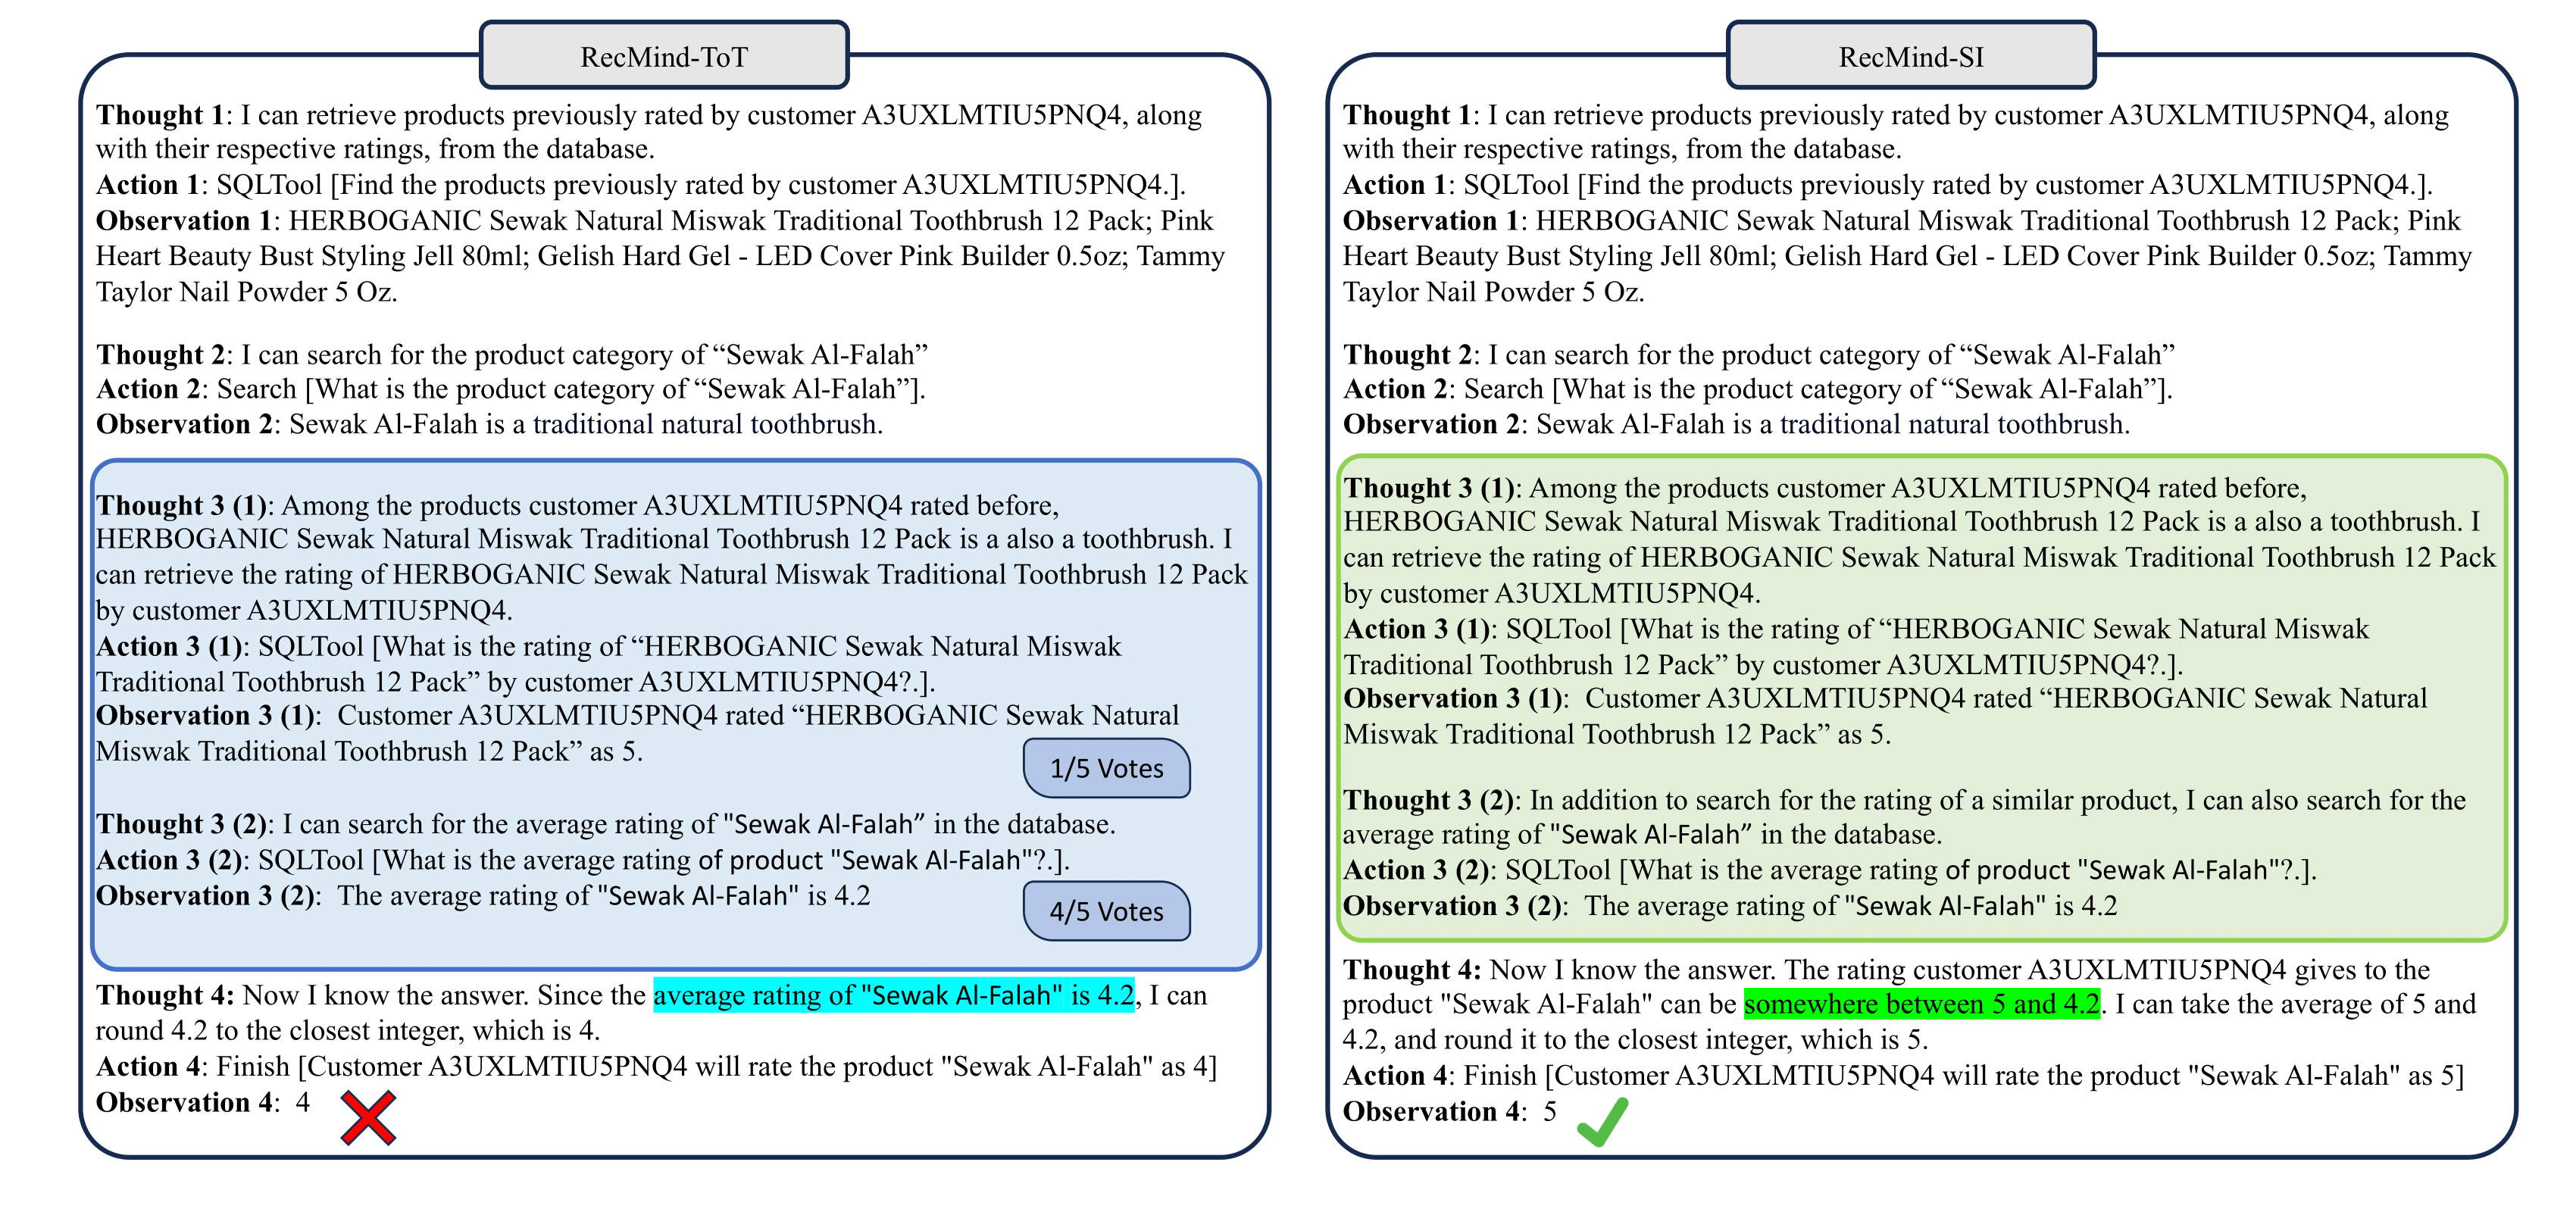 RecMind-ToT
Thought 1: I can retrieve products previously rated by customer A3UXLMTIU5PNQ4, along
with their respective ratings, from the database.
Action 1: SQLTool [Find the products previously rated by customer A3UXLMTIU5PNQ4.].
Observation 1: HERBOGANIC Sewak Natural Miswak Traditional Toothbrush 12 Pack; Pink
Heart Beauty Bust Styling Jell 80ml; Gelish Hard Gel - LED Cover Pink Builder 0.5oz; Tammy
Taylor Nail Powder 5 Oz.
Thought 2: I can search for the product category of “Sewak Al-Falah”
Action 2: Search [What is the product category of “Sewak Al-Falah”].
Observation 2: Sewak Al-Falah is a traditional natural toothbrush.
Thought 3 (1): Among the products customer A3UXLMTIU5PNQ4 rated before,
HERBOGANIC Sewak Natural Miswak Traditional Toothbrush 12 Pack is a also a toothbrush. I
can retrieve the rating of HERBOGANIC Sewak Natural Miswak Traditional Toothbrush 12 Pack
by customer A3UXLMTIU5PNQ4.
Action 3 (1): SQLTool [What is the rating of “HERBOGANIC Sewak Natural Miswak
Traditional Toothbrush 12 Pack” by customer A3UXLMTIU5PNQ4?.].
Observation 3 (1): Customer A3UXLMTIU5PNQ4 rated “HERBOGANIC Sewak Natural
Miswak Traditional Toothbrush 12 Pack” as 5.
1/5 Votes
Thought 3 (2): I can search for the average rating of "Sewak Al-Falah” in the database.
Action 3 (2): SQLTool [What is the average rating of product "Sewak Al-Falah"?.].
Observation 3 (2): The average rating of "Sewak Al-Falah" is 4.2
4/5 Votes
Thought 4: Now I know the answer. Since the average rating of "Sewak Al-Falah" is 4.2, I can
round 4.2 to the closest integer, which is 4.
Action 4: Finish [Customer A3UXLMTIU5PNQ4 will rate the product "Sewak Al-Falah" as 4]
Observation 4: 4
RecMind-SI
Thought 1: I can retrieve products previously rated by customer A3UXLMTIU5PNQ4, along
with their respective ratings, from the database.
Action 1: SQLTool [Find the products previously rated by customer A3UXLMTIU5PNQ4.].
Observation 1: HERBOGANIC Sewak Natural Miswak Traditional Toothbrush 12 Pack; Pink
Heart Beauty Bust Styling Jell 80ml; Gelish Hard Gel - LED Cover Pink Builder 0.5oz; Tammy
Taylor Nail Powder 5 Oz.
Thought 2: I can search for the product category of “Sewak Al-Falah”
Action 2: Search [What is the product category of “Sewak Al-Falah”].
Observation 2: Sewak Al-Falah is a traditional natural toothbrush.
Thought 3 (1): Among the products customer A3UXLMTIU5PNQ4 rated before,
HERBOGANIC Sewak Natural Miswak Traditional Toothbrush 12 Pack is a also a toothbrush. I
can retrieve the rating of HERBOGANIC Sewak Natural Miswak Traditional Toothbrush 12 Pack
by customer A3UXLMTIU5PNQ4.
Action 3 (1): SQLTool [What is the rating of “HERBOGANIC Sewak Natural Miswak
Traditional Toothbrush 12 Pack” by customer A3UXLMTIU5PNQ4?.].
Observation 3 (1): Customer A3UXLMTIU5PNQ4 rated “HERBOGANIC Sewak Natural
Miswak Traditional Toothbrush 12 Pack” as 5.
Thought 3 (2): In addition to search for the rating of a similar product, I can also search for the
average rating of "Sewak Al-Falah” in the database.
Action 3 (2): SQLTool [What is the average rating of product "Sewak Al-Falah"?.].
Observation 3 (2): The average rating of "Sewak Al-Falah" is 4.2
Thought 4: Now I know the answer. The rating customer A3UXLMTIU5PNQ4 gives to the
product "Sewak Al-Falah" can be somewhere between 5 and 4.2. I can take the average of 5 and
4.2, and round it to the closest integer, which is 5.
Action 4: Finish [Customer A3UXLMTIU5PNQ4 will rate the product "Sewak Al-Falah" as 5]
Observation 4: 5